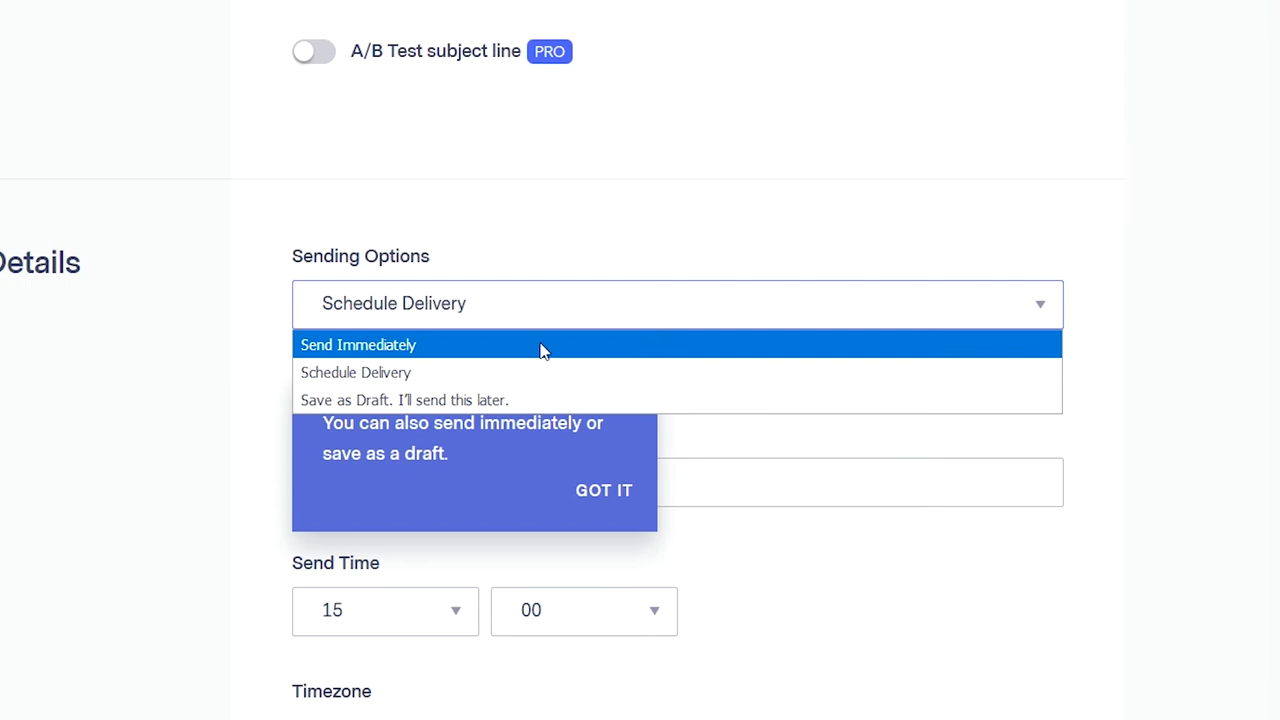 A/B Test subject line PRO
Details
Sending Options
Schedule Delivery
Send Immediately
Schedule Delivery
Save as Draft. I'll send this later.
You can also send immediately or
save as a draft.
GOT IT
Send Time
15 00
Timezone